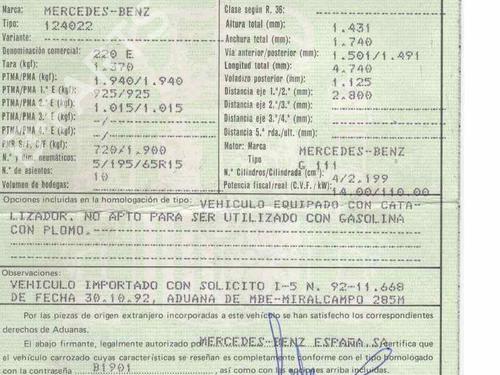 Marca: MERCEDES-BENZ
Tipo: 124022
Variante:
Denominación comercial: 220 E
Tara (kgf): 1.370
PTMA/PMA (kgf): 1.940/1.940
PTMA/PMA 1.º E (kgf): 925/925
PTMA/PMA 2.º E (kgf): 1.015/1.015
PTMA/PMA 3.º E (kgf): -/-
PTMA/PMA 4.º E (kgf): -/-
PMR S/F, C/F (kgf): 720/1.900
N.º y dim. neumáticos: 5/195/65R15
N.º de asientos: 10
Volumen de bodegas:
Clase según R. 36:
Altura total (mm): 1.431
Anchura total (mm): 1.740
Vía anterior/posterior (mm): 1.501/1.491
Longitud total (mm): 4.740
Voladizo posterior (mm): 1.125
Distancia eje 1.º/2.º (mm): 2.800
Distancia eje 2.º/3.º (mm):
Distancia eje 3.º/4.º (mm):
Distancia 5.ª rda./ult. (mm):
Motor: Marca MERCEDES-BENZ
Tipo G 111
N.º Cilindros/Cilindrada (cm³): 4/2.199
Potencia fiscal/real (C.V.F./kW): 14,00/110.00
Opciones incluidas en la homologación de tipo: VEHICULO EQUIPADO CON CATA-
LIZADOR. NO APTO PARA SER UTILIZADO CON GASOLINA
CON PLOMO.
Observaciones:
VEHICULO IMPORTADO CON SOLICITO I-5 N. 92-11.668
DE FECHA 30.10.92, ADUANA DE MBE-MIRALCAMPO 285M
Por las piezas de origen extranjero incorporadas a este vehículo se han satisfecho los correspondientes
derechos de Aduanas.
El abajo firmante, legalmente autorizado por MERCEDES-BENZ ESPAÑA,SA certifica que
el vehículo carrozado cuyas características se reseñan es completamente conforme con el tipo homologado
con la contraseña B1901 así como con las opciones arriba incluidas.